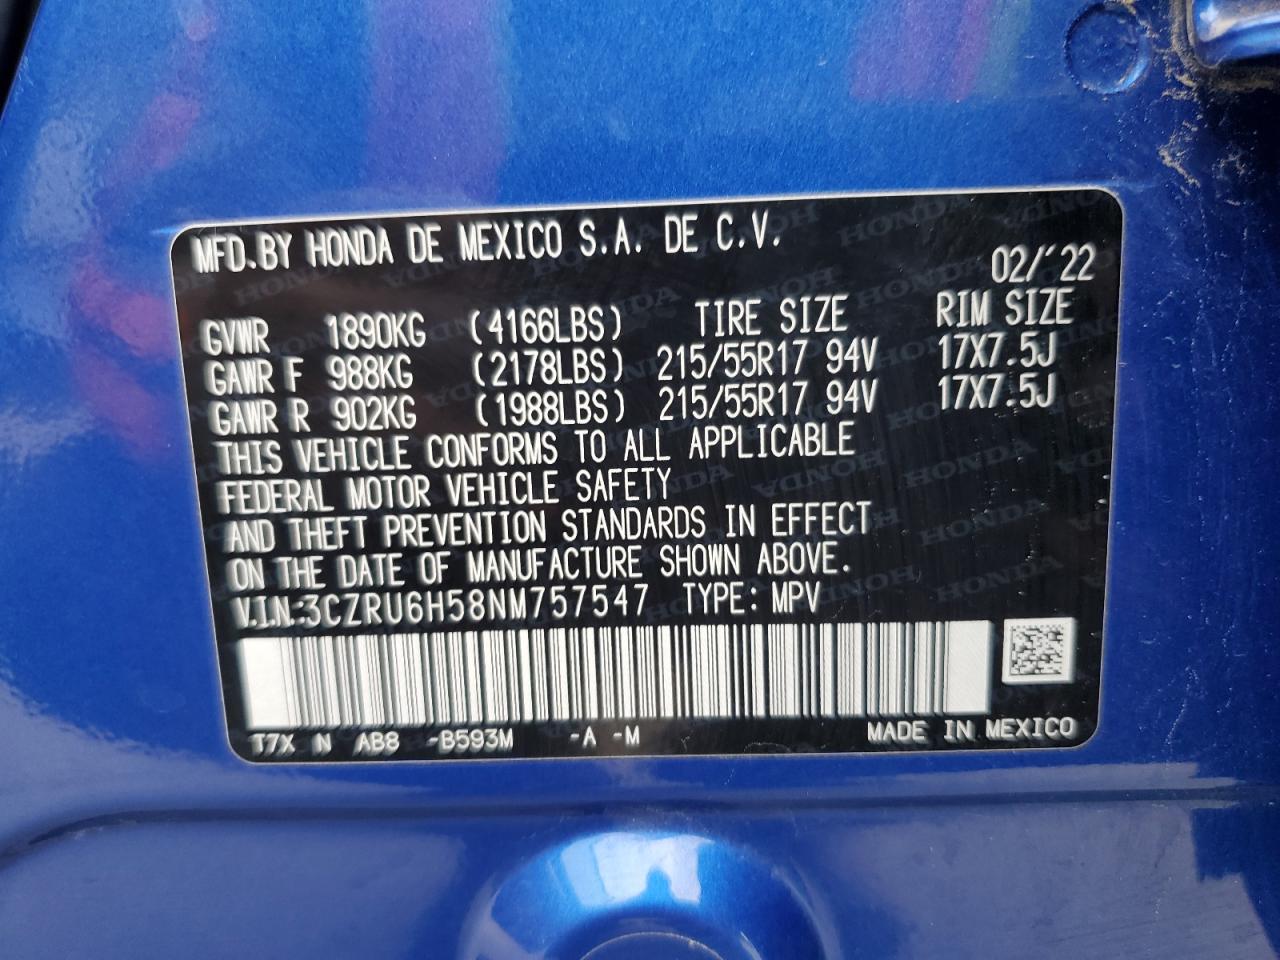 MFD. BY HONDA DE MEXICO S.A. DE C.V.
02/'22
GVWR 1890KG (4166LBS) TIRE SIZE RIM SIZE
GAWR F 988KG (2178LBS) 215/55R17 94V 17X7.5J
GAWR R 902KG (1988LBS) 215/55R17 94V 17X7.5J
THIS VEHICLE CONFORMS TO ALL APPLICABLE
FEDERAL MOTOR VEHICLE SAFETY
AND THEFT PREVENTION STANDARDS IN EFFECT
ON THE DATE OF MANUFACTURE SHOWN ABOVE.
V.I.N.:3CZRU6H58NM757547 TYPE: MPV
T7X N AB8 -B593M -A -M MADE IN MEXICO